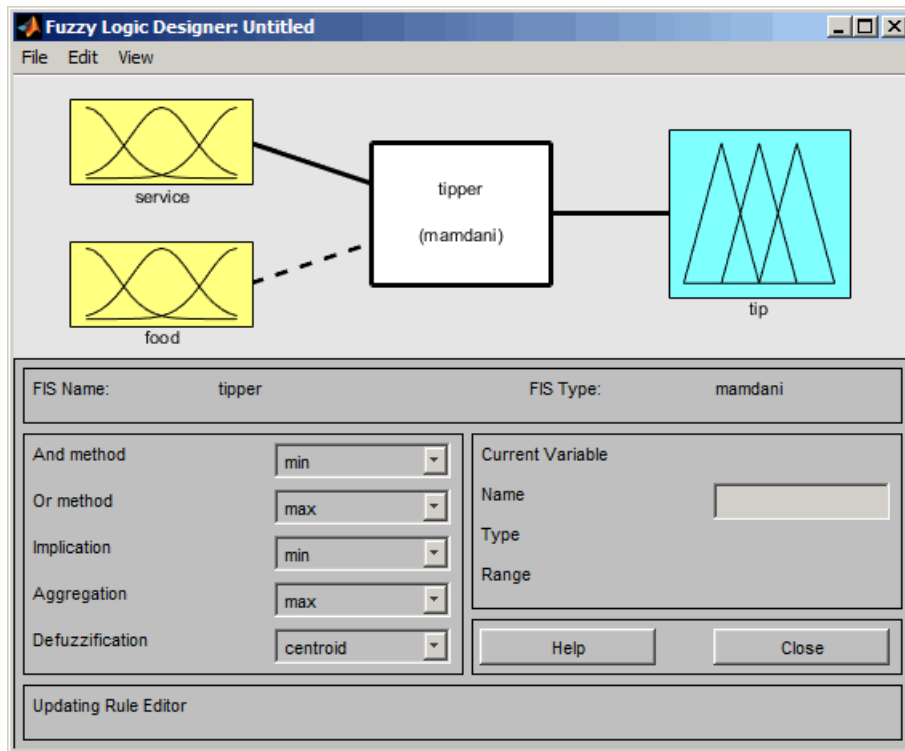 Fuzzy Logic Designer: Untitled
File Edit View
service
food
tipper
(mamdani)
tip
FIS Name: tipper FIS Type: mamdani
And method min
Or method max
Implication min
Aggregation max
Defuzzification centroid
Current Variable
Name
Type
Range
Help Close
Updating Rule Editor